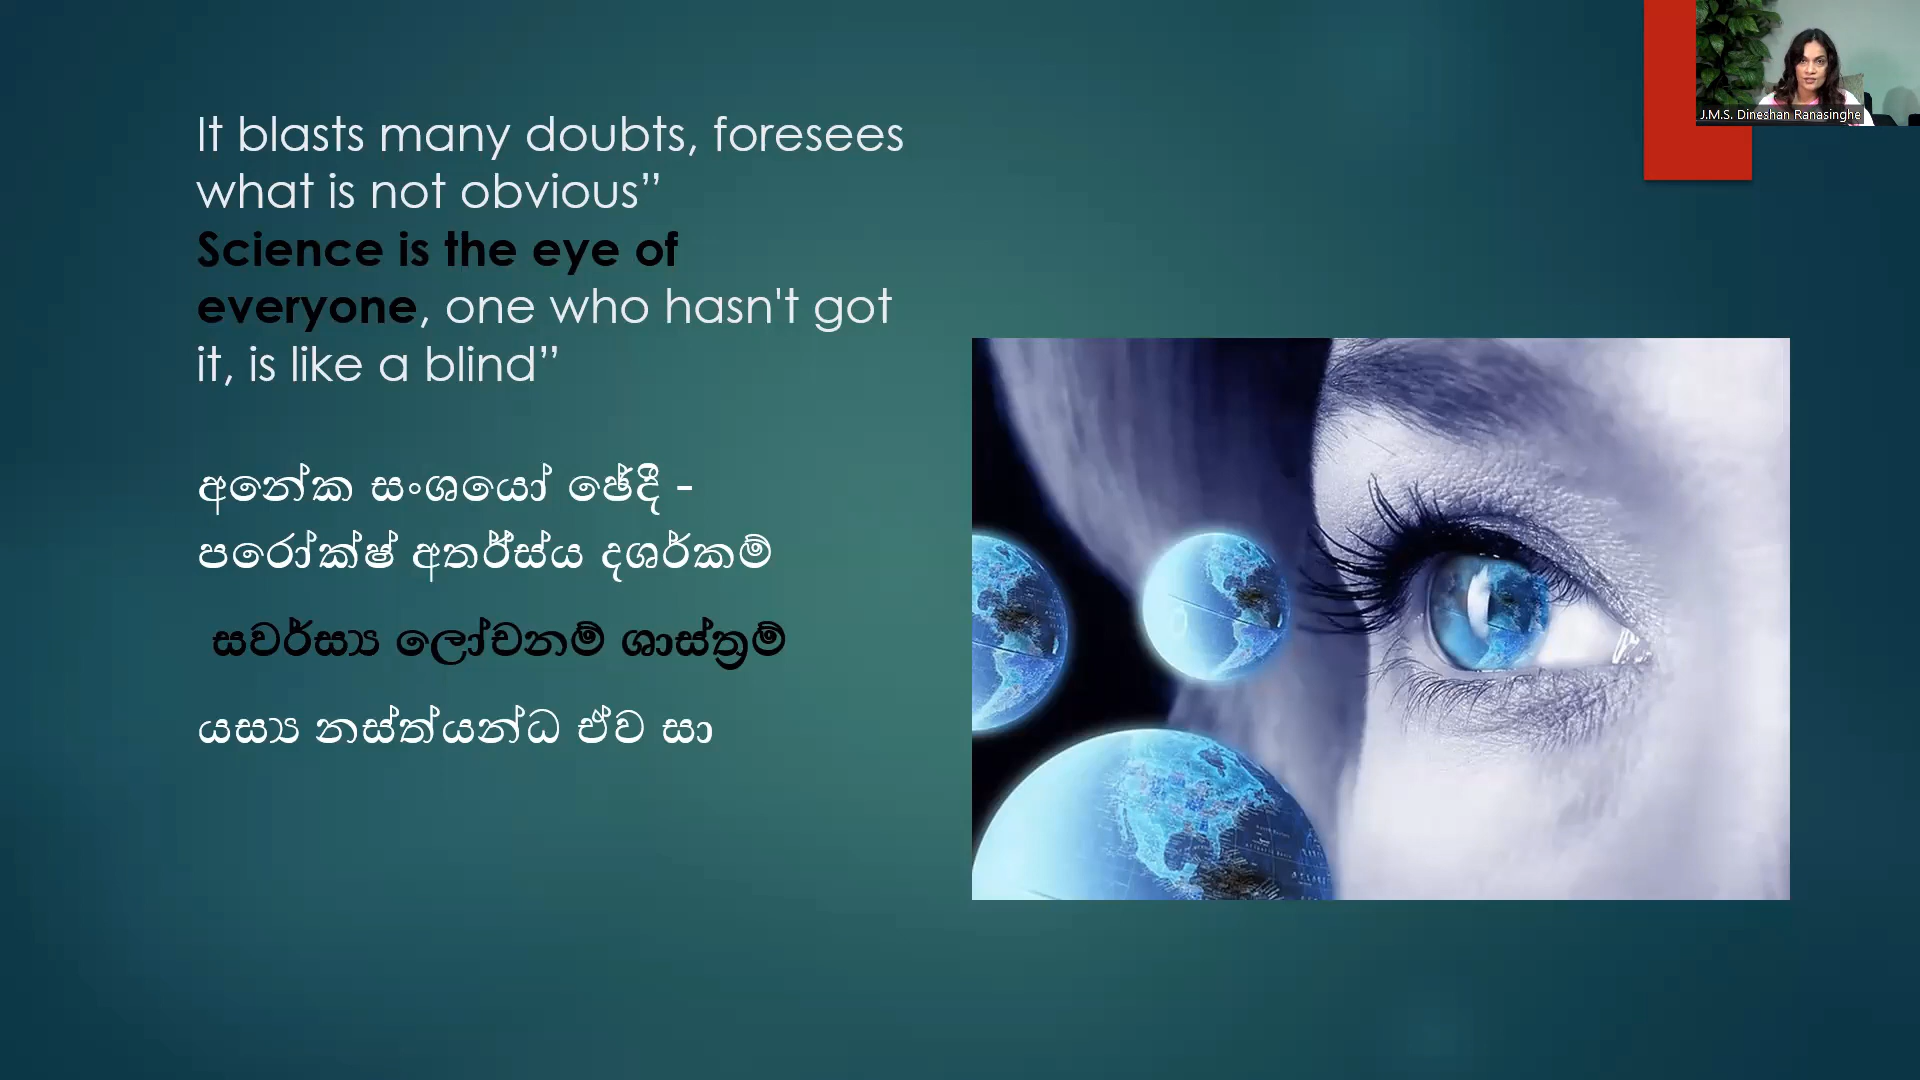 It blasts many doubts, foresees
what is not obvious”
Science is the eye of
everyone, one who hasn't got
it, is like a blind”
අනේක සංශයෝ ඡේදී -
පරෝක්ෂ් අතර්ස්ය දශර්කම්
සවර්ස්‍ය ලෝචනම් ශාස්ත්‍රම්
යස්‍ය නස්ත්යන්ධ ඒව සා
J.M.S. Dineshan Ranasinghe